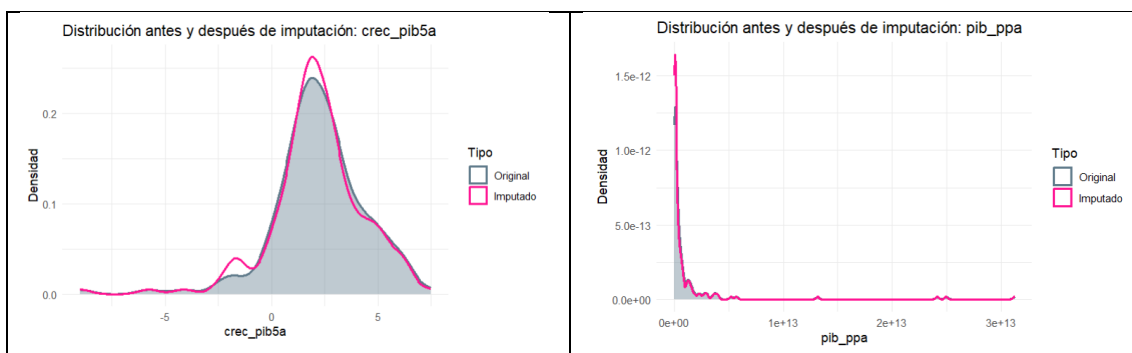 Distribución antes y después de imputación: crec_pib5a
Densidad
0.2
0.1
0.0
-5
0
5
crec_pib5a
Tipo
Original
Imputado
Distribución antes y después de imputación: pib_ppa
Densidad
1.5e-12
1.0e-12
5.0e-13
0.0e+00
0e+00
1e+13
2e+13
3e+13
pib_ppa
Tipo
Original
Imputado